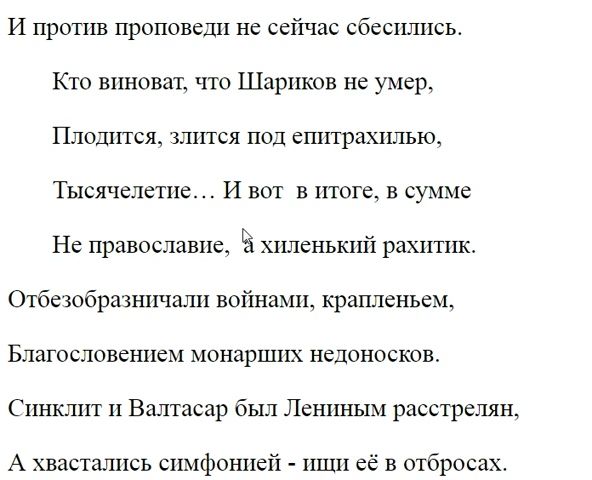 И против проповеди не сейчас сбесились.
Кто виноват, что Шариков не умер,
Плодится, злится под епитрахилью,
Тысячелетие… И вот  в итоге, в сумме
Не православие,  а хиленький рахитик.
Отбезобразничали войнами, крапленьем,
Благословением монарших недоносков.
Синклит и Валтасар был Лениным расстрелян,
А хвастались симфонией - ищи её в отбросах.